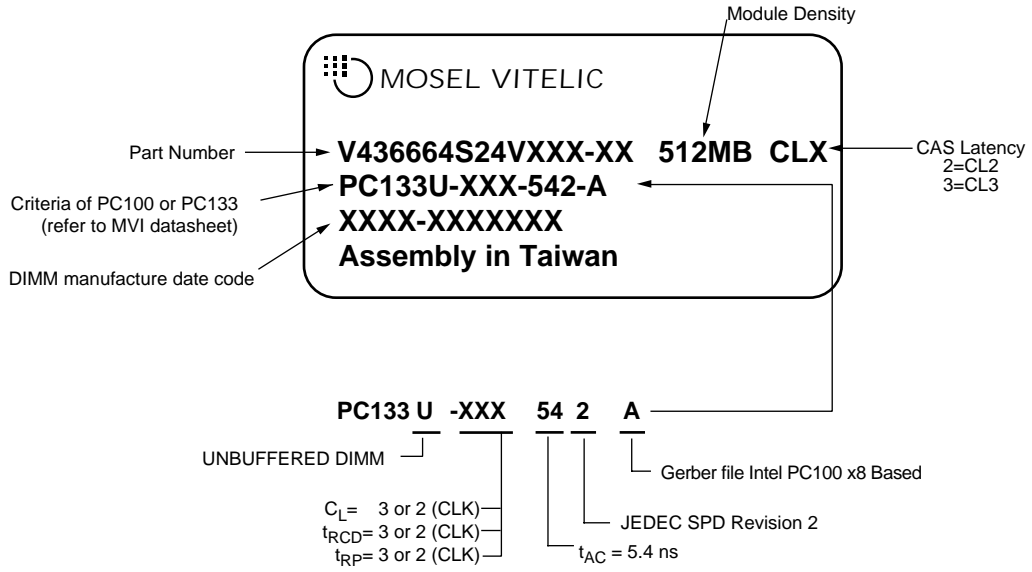 Module Density
MOSEL VITELIC
Part Number
V436664S24VXXX-XX 512MB CLX
CAS Latency
2=CL2
3=CL3
Criteria of PC100 or PC133
(refer to MVI datasheet)
PC133U-XXX-542-A
XXXX-XXXXXXX
DIMM manufacture date code
Assembly in Taiwan
PC133 U -XXX 54 2 A
UNBUFFERED DIMM
Gerber file Intel PC100 x8 Based
CL= 3 or 2 (CLK)
tRCD= 3 or 2 (CLK)
tRP= 3 or 2 (CLK)
JEDEC SPD Revision 2
tAC = 5.4 ns